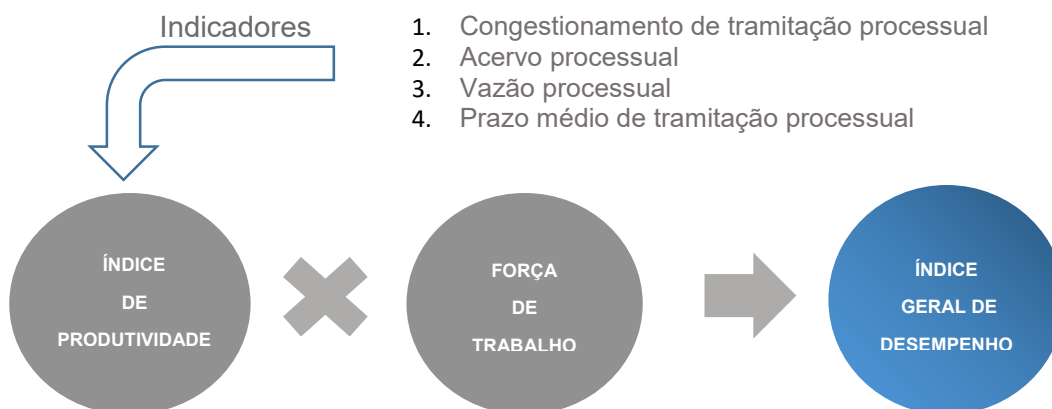 Indicadores
1. Congestionamento de tramitação processual
2. Acervo processual
3. Vazão processual
4. Prazo médio de tramitação processual
ÍNDICE
DE
PRODUTIVIDADE
FORÇA
DE
TRABALHO
ÍNDICE
GERAL DE
DESEMPENHO